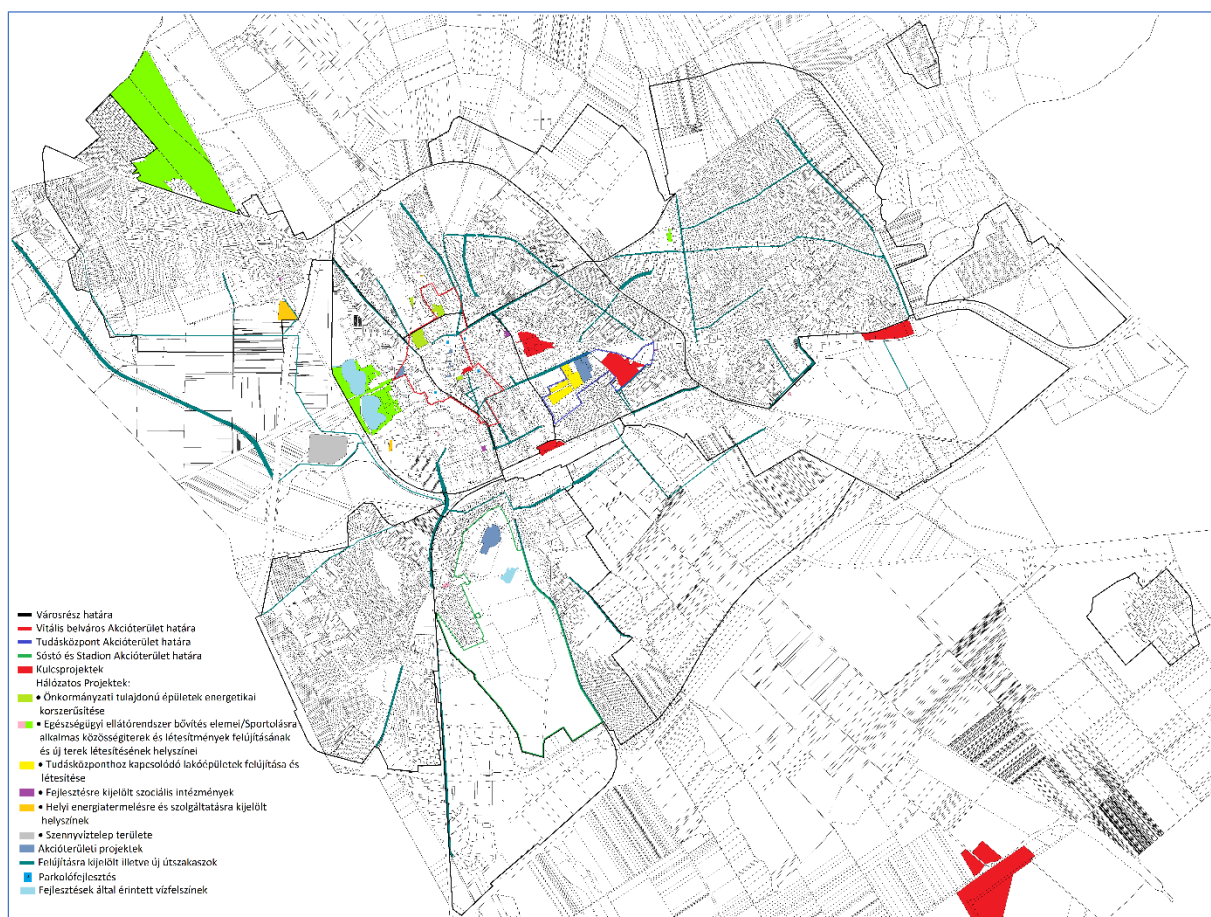 Városrész határa
Vitális belváros Akcióterület határa
Tudásközpont Akcióterület határa
Sóstó és Stadion Akcióterület határa
Kulcsprojektek
Hálózatos Projektek:
• Önkormányzati tulajdonú épületek energetikai
korszerűsítése
▪ Egészségügyi ellátórendszer bővítés elemei/Sportolásra
alkalmas közösségiterek és létesítmények felújításának
és új terek létesítésének helyszínei
• Tudásközponthoz kapcsolódó lakóépületek felújítása és
létesítése
• Fejlesztésre kijelölt szociális intézmények
• Helyi energiatermelésre és szolgáltatásra kijelölt
helyszínek
• Szennyvíztelep területe
Akcióterületi projektek
Felújításra kijelölt illetve új útszakaszok
Parkolófejlesztés
Fejlesztések által érintett vízfelszínek